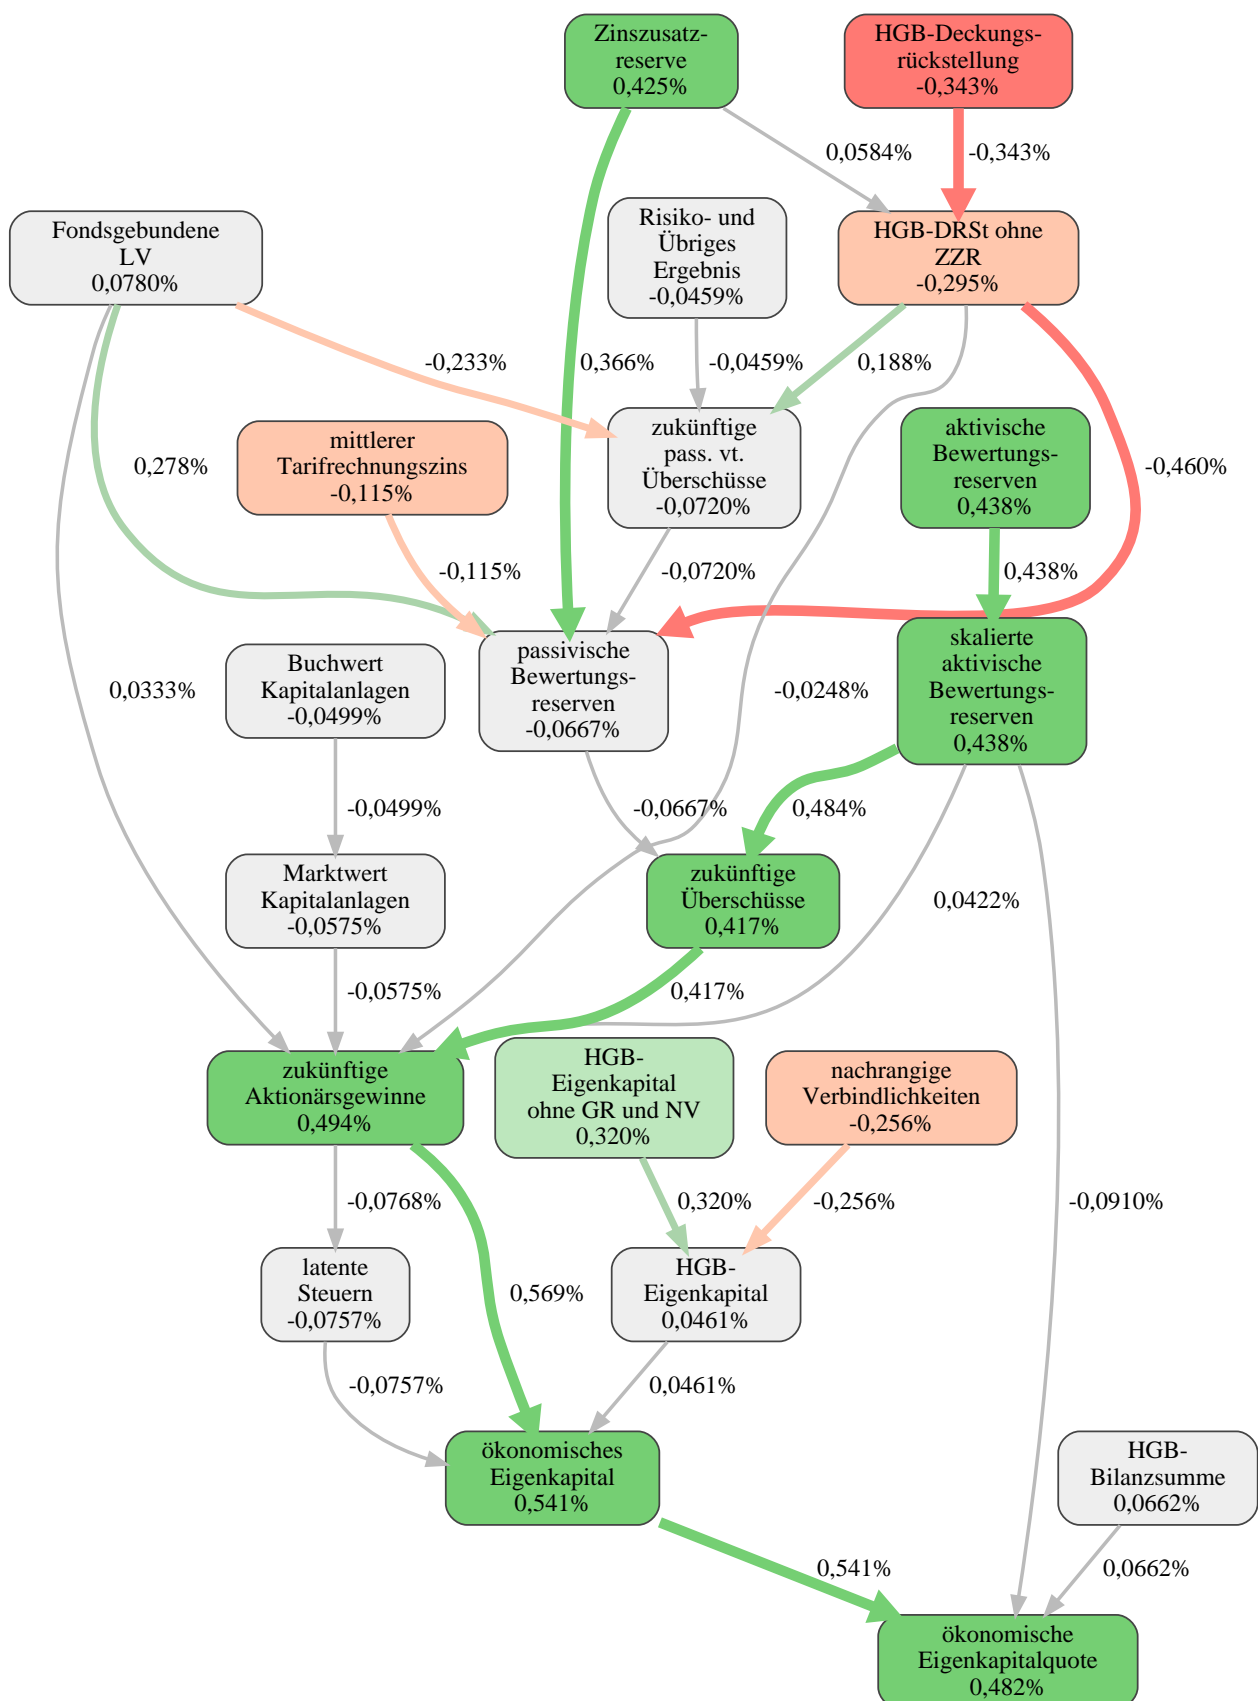 Zinszusatz-
reserve
0,425%
HGB-Deckungs-
rückstellung
-0,343%
0,0584%
-0,343%
Fondsgebundene
LV
0,0780%
Risiko- und
Übriges
Ergebnis
-0,0459%
HGB-DRSt ohne
ZZR
-0,295%
-0,233%
0,366%
-0,0459%
0,188%
0,278%
mittlerer
Tarifrechnungszins
-0,115%
zukünftige
pass. vt.
Überschüsse
-0,0720%
aktivische
Bewertungs-
reserven
0,438%
-0,460%
-0,115%
-0,0720%
0,438%
0,0333%
Buchwert
Kapitalanlagen
-0,0499%
passivische
Bewertungs-
reserven
-0,0667%
-0,0248%
skalierte
aktivische
Bewertungs-
reserven
0,438%
-0,0499%
-0,0667%
0,484%
Marktwert
Kapitalanlagen
-0,0575%
zukünftige
Überschüsse
0,417%
0,0422%
-0,0575%
0,417%
zukünftige
Aktionärsgewinne
0,494%
HGB-
Eigenkapital
ohne GR und NV
0,320%
nachrangige
Verbindlichkeiten
-0,256%
-0,0768%
0,320%
-0,256%
-0,0910%
latente
Steuern
-0,0757%
0,569%
HGB-
Eigenkapital
0,0461%
-0,0757%
0,0461%
ökonomisches
Eigenkapital
0,541%
HGB-
Bilanzsumme
0,0662%
0,541%
0,0662%
ökonomische
Eigenkapitalquote
0,482%